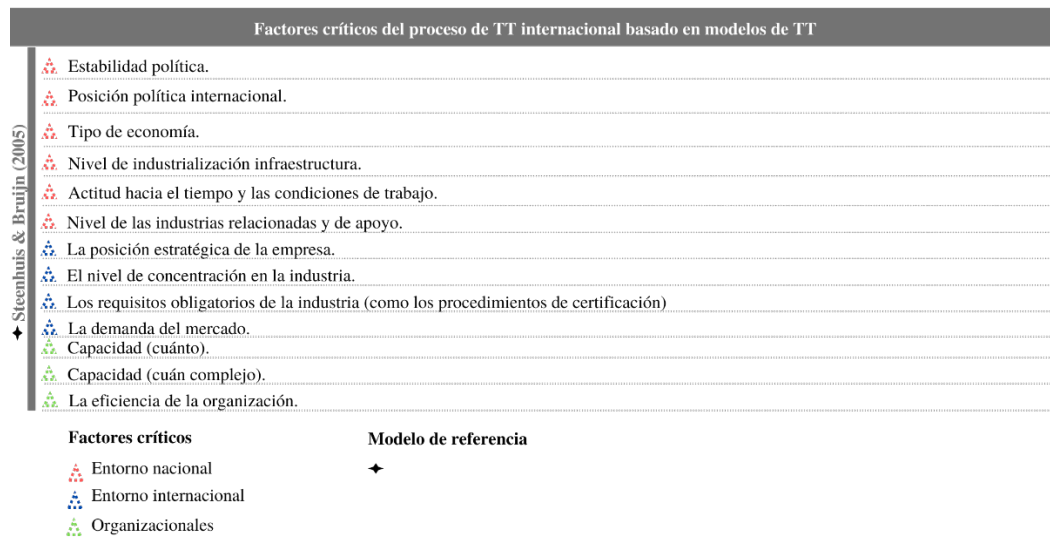 Factores críticos del proceso de TT internacional basado en modelos de TT
Steenhuis & Bruijn (2005)
Estabilidad política.
Posición política internacional.
Tipo de economía.
Nivel de industrialización infraestructura.
Actitud hacia el tiempo y las condiciones de trabajo.
Nivel de las industrias relacionadas y de apoyo.
La posición estratégica de la empresa.
El nivel de concentración en la industria.
Los requisitos obligatorios de la industria (como los procedimientos de certificación)
La demanda del mercado.
Capacidad (cuánto).
Capacidad (cuán complejo).
La eficiencia de la organización.
Factores críticos
Entorno nacional
Entorno internacional
Organizacionales
Modelo de referencia